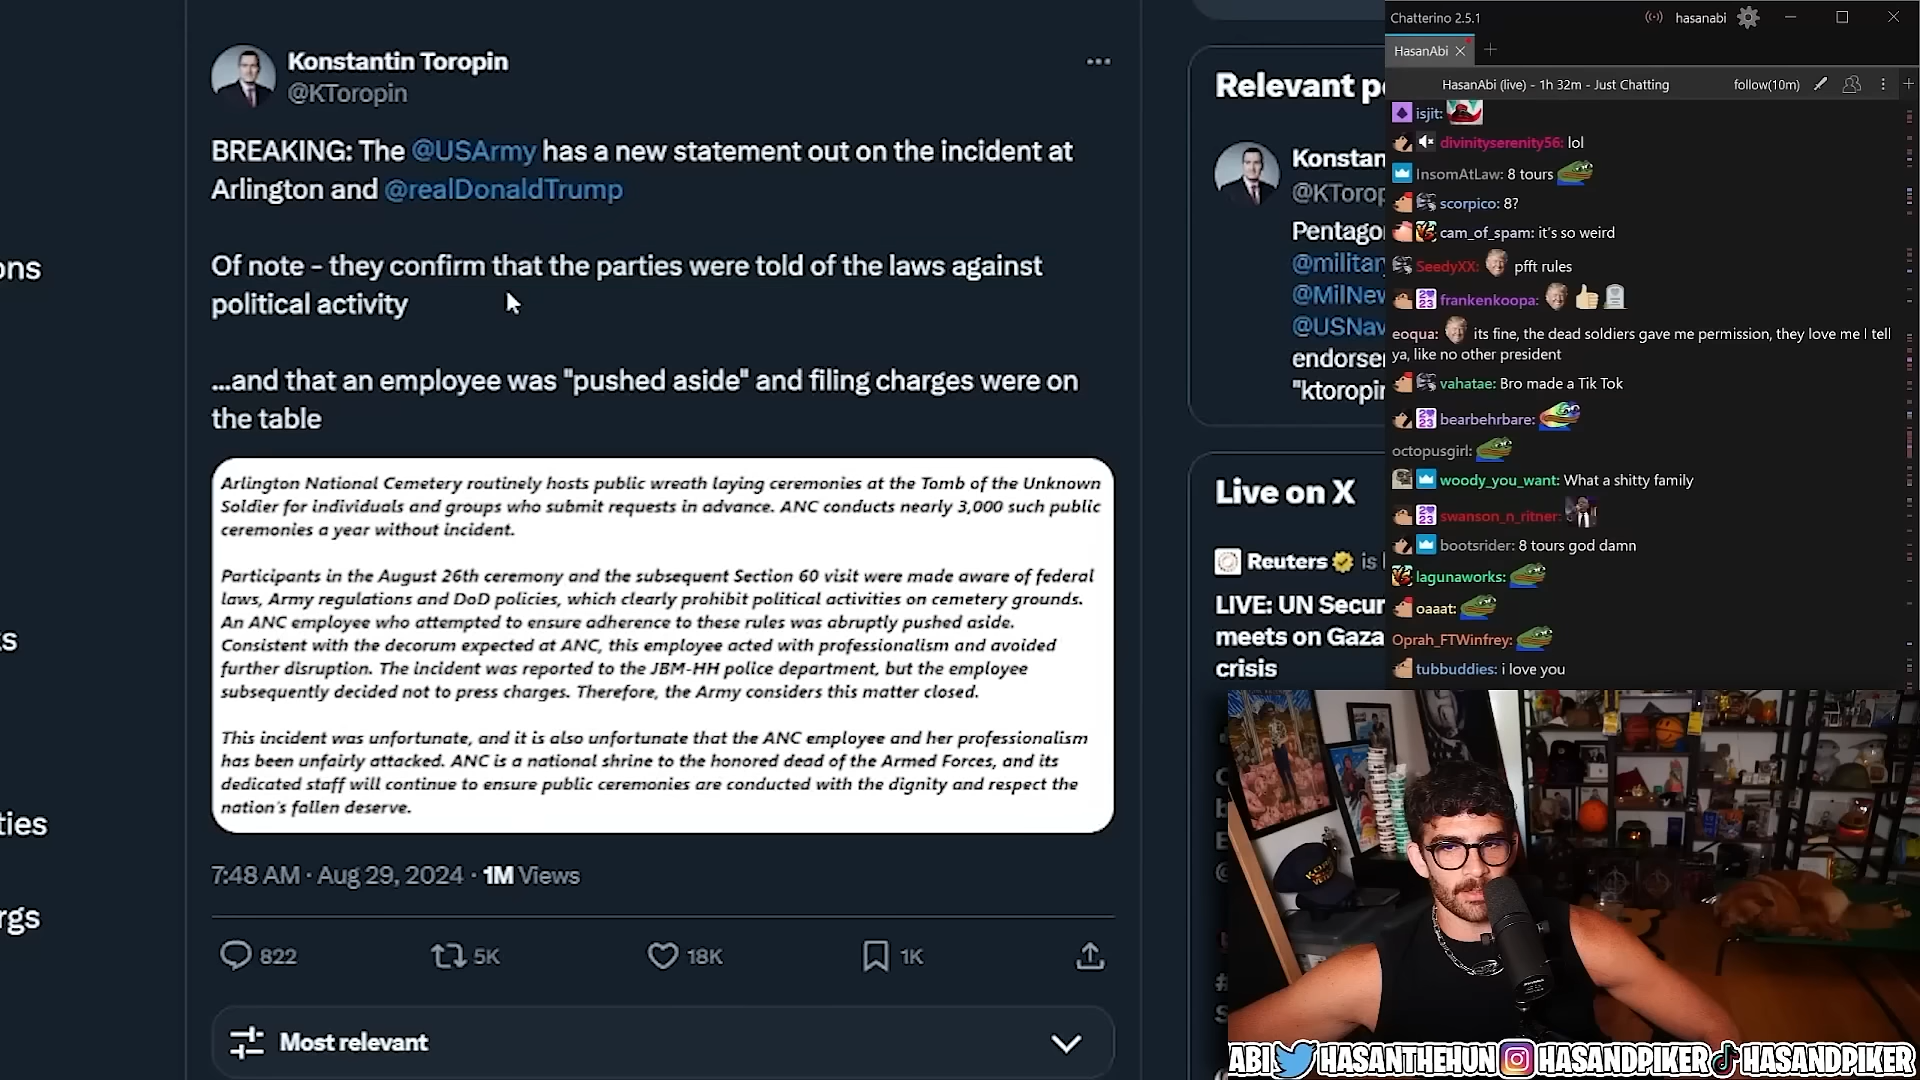 Konstantin Toropin
@KToropin
BREAKING: The @USArmy has a new statement out on the incident at
Arlington and @realDonaldTrump
Of note - they confirm that the parties were told of the laws against
political activity
...and that an employee was "pushed aside" and filing charges were on
the table
Arlington National Cemetery routinely hosts public wreath laying ceremonies at the Tomb of the Unknown
Soldier for individuals and groups who submit requests in advance. ANC conducts nearly 3,000 such public
ceremonies a year without incident.
Participants in the August 26th ceremony and the subsequent Section 60 visit were made aware of federal
laws, Army regulations and DoD policies, which clearly prohibit political activities on cemetery grounds.
An ANC employee who attempted to ensure adherence to these rules was abruptly pushed aside.
Consistent with the decorum expected at ANC, this employee acted with professionalism and avoided
further disruption. The incident was reported to the JBM-HH police department, but the employee
subsequently decided not to press charges. Therefore, the Army considers this matter closed.
This incident was unfortunate, and it is also unfortunate that the ANC employee and her professionalism
has been unfairly attacked. ANC is a national shrine to the honored dead of the Armed Forces, and its
dedicated staff will continue to ensure public ceremonies are conducted with the dignity and respect the
nation's fallen deserve.
7:48 AM · Aug 29, 2024 · 1M Views
822
5K
18K
1K
Most relevant
ons
ties
rgs
Relevant p
Konstan
@KTorop
Pentago
@militar
@MilNew
@USNav
endorse
"ktoropin
Live on X
Reuters is
LIVE: UN Secur
meets on Gaza
crisis
Chatterino 2.5.1
hasanabi
HasanAbi
HasanAbi (live) - 1h 32m - Just Chatting
follow(10m)
isjit:
divinityserenity56: lol
InsomAtLaw: 8 tours
scorpico: 8?
cam_of_spam: it's so weird
SeedyXX: pfft rules
frankenkoopa:
eoqua: its fine, the dead soldiers gave me permission, they love me I tell
ya, like no other president
vahatae: Bro made a Tik Tok
bearbehrbare:
octopusgirl:
woody_you_want: What a shitty family
swanson_n_ritner:
bootsrider: 8 tours god damn
lagunaworks:
oaaat:
Oprah_FTWinfrey:
tubbuddies: i love you
ABI HASANTHEHUN HASANDPIKER HASANDPIKER